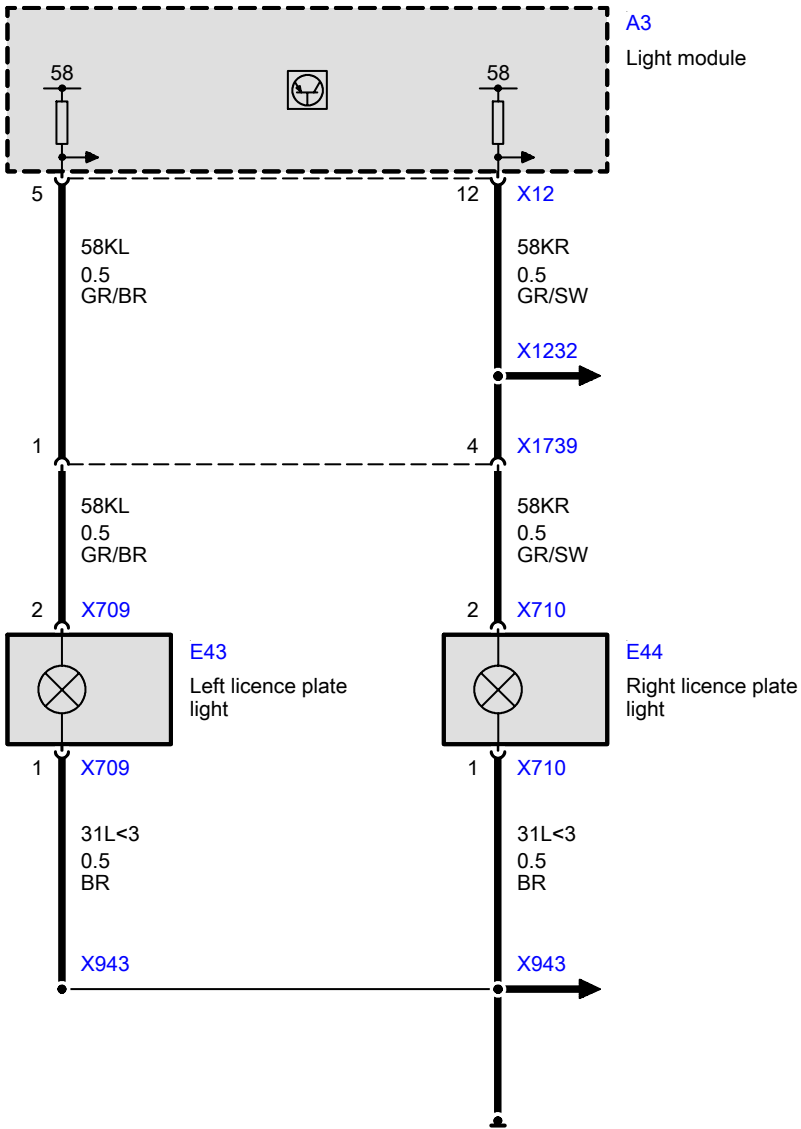 A3
Light module
58
58
5
12
X12
58KL
0.5
GR/BR
58KR
0.5
GR/SW
X1232
1
4
X1739
58KL
0.5
GR/BR
58KR
0.5
GR/SW
2
X709
2
X710
E43
Left licence plate
light
E44
Right licence plate
light
1
X709
1
X710
31L<3
0.5
BR
31L<3
0.5
BR
X943
X943